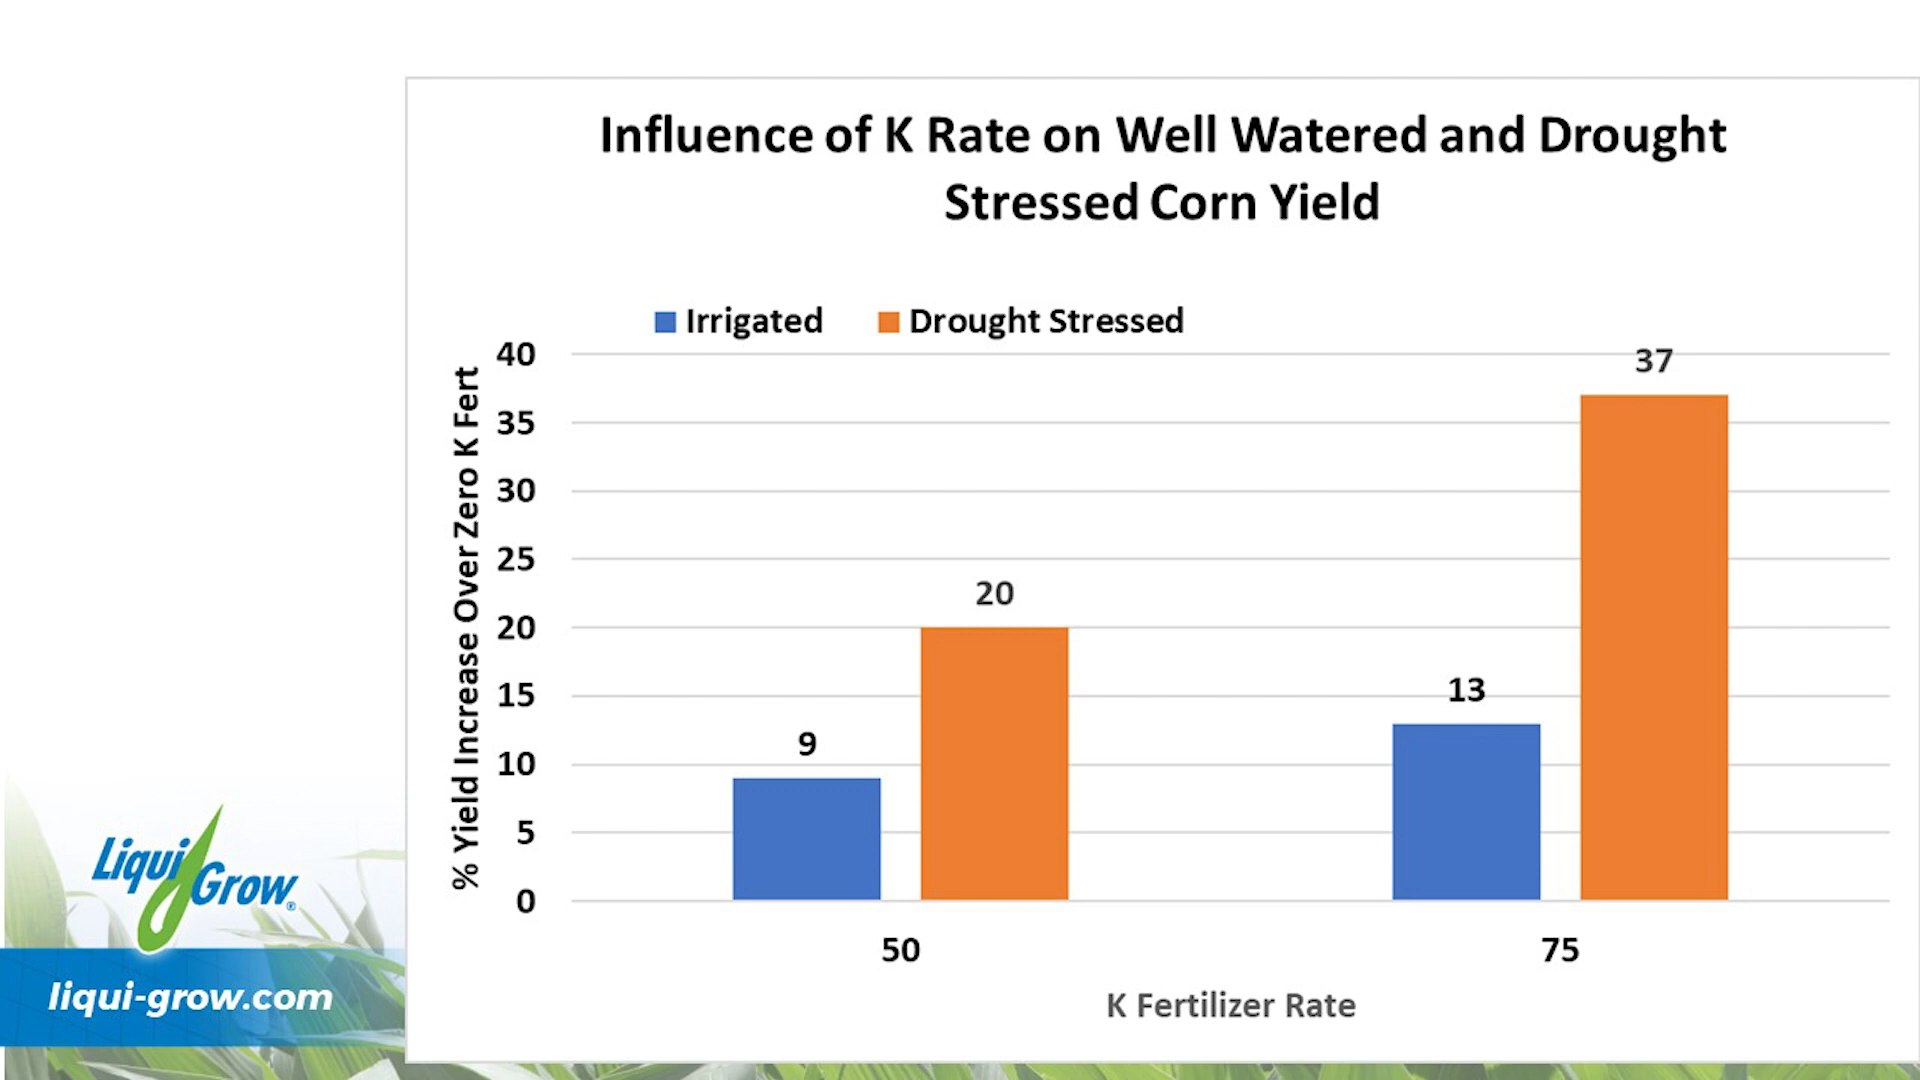 Influence of K Rate on Well Watered and Drought
Stressed Corn Yield
Irrigated
Drought Stressed
% Yield Increase Over Zero K Fert
40
35
30
25
20
15
10
5
0
9
20
13
37
50
75
K Fertilizer Rate
Liqui Grow®
liqui-grow.com